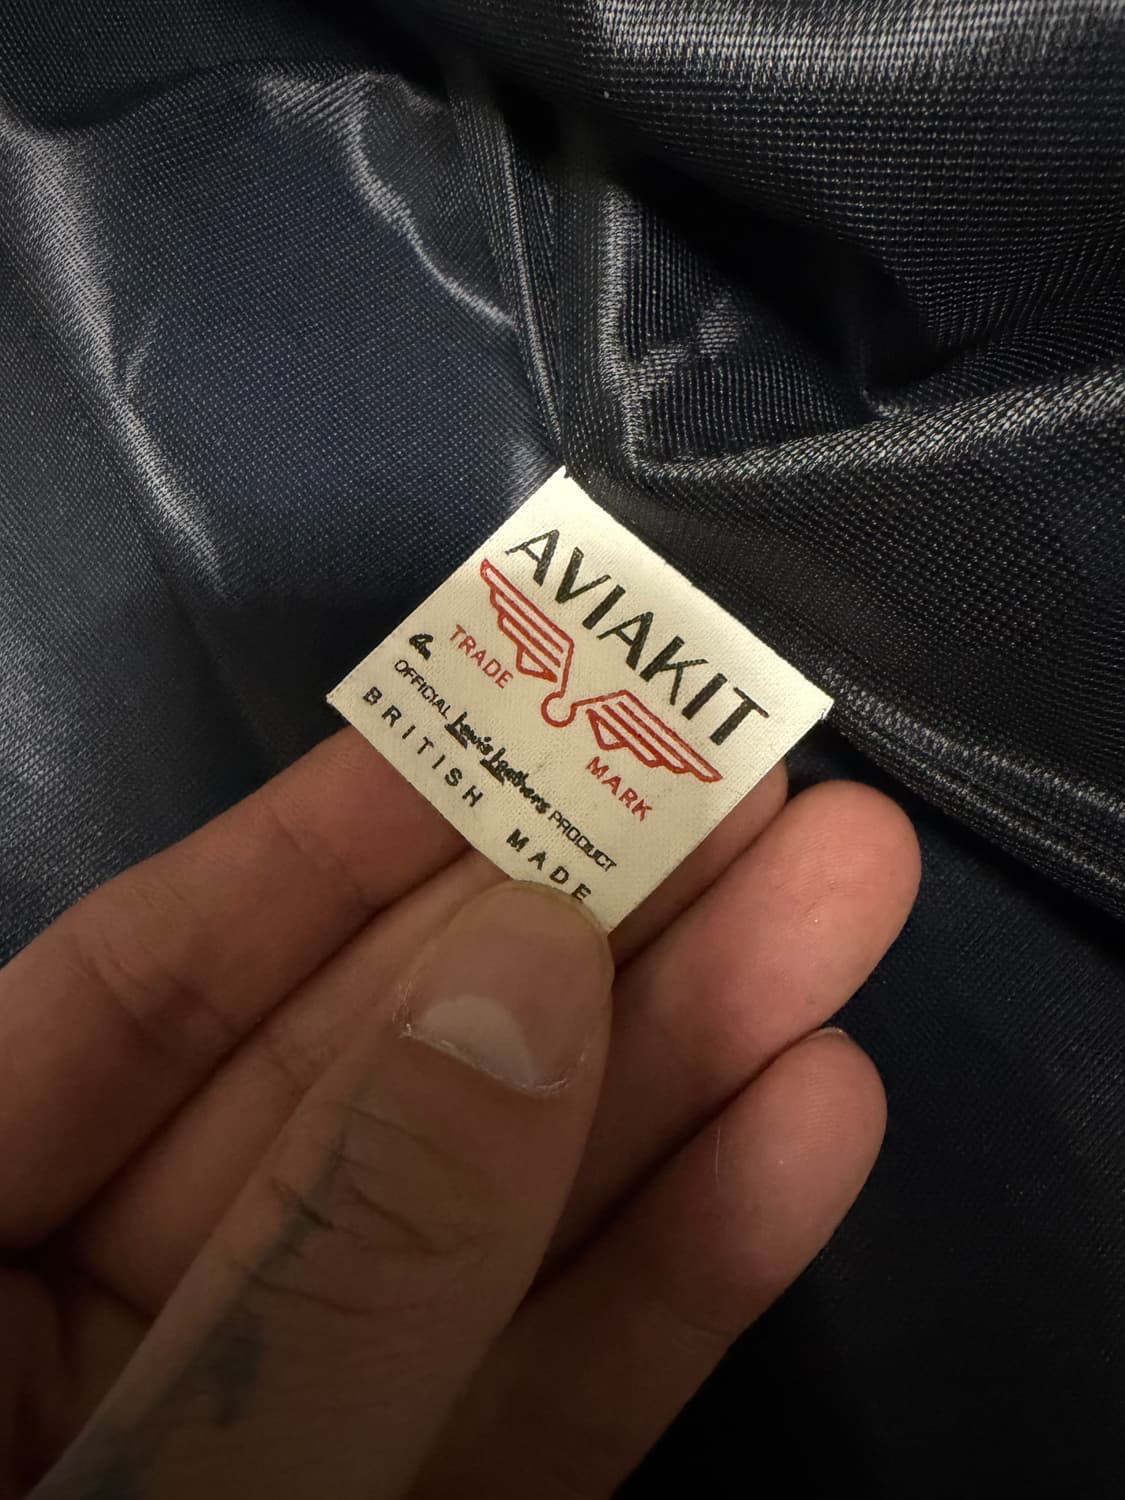 AVIAKIT
TRADE MARK
a
OFFICIAL Lewis Leathers PRODUCT
BRITISH MADE